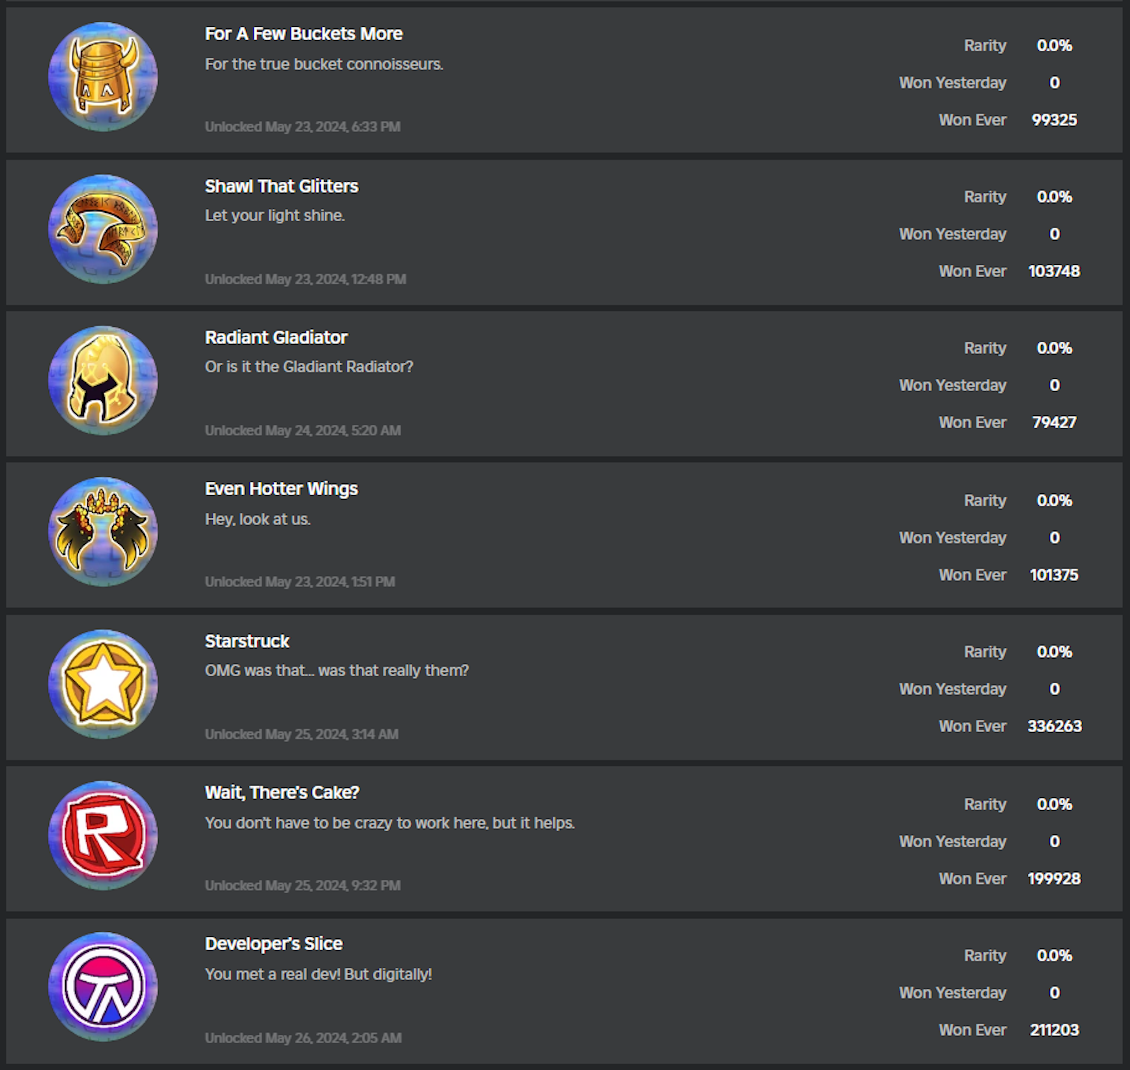 For A Few Buckets More
For the true bucket connoisseurs.
Unlocked May 23, 2024, 6:33 PM
Rarity 0.0%
Won Yesterday 0
Won Ever 99325
Shawl That Glitters
Let your light shine.
Unlocked May 23, 2024, 12:48 PM
Rarity 0.0%
Won Yesterday 0
Won Ever 103748
Radiant Gladiator
Or is it the Gladiant Radiator?
Unlocked May 24, 2024, 5:20 AM
Rarity 0.0%
Won Yesterday 0
Won Ever 79427
Even Hotter Wings
Hey, look at us.
Unlocked May 23, 2024, 1:51 PM
Rarity 0.0%
Won Yesterday 0
Won Ever 101375
Starstruck
OMG was that... was that really them?
Unlocked May 25, 2024, 3:14 AM
Rarity 0.0%
Won Yesterday 0
Won Ever 336263
R
Wait, There's Cake?
You don't have to be crazy to work here, but it helps.
Unlocked May 25, 2024, 9:32 PM
Rarity 0.0%
Won Yesterday 0
Won Ever 199928
Developer's Slice
You met a real dev! But digitally!
Unlocked May 26, 2024, 2:05 AM
Rarity 0.0%
Won Yesterday 0
Won Ever 211203